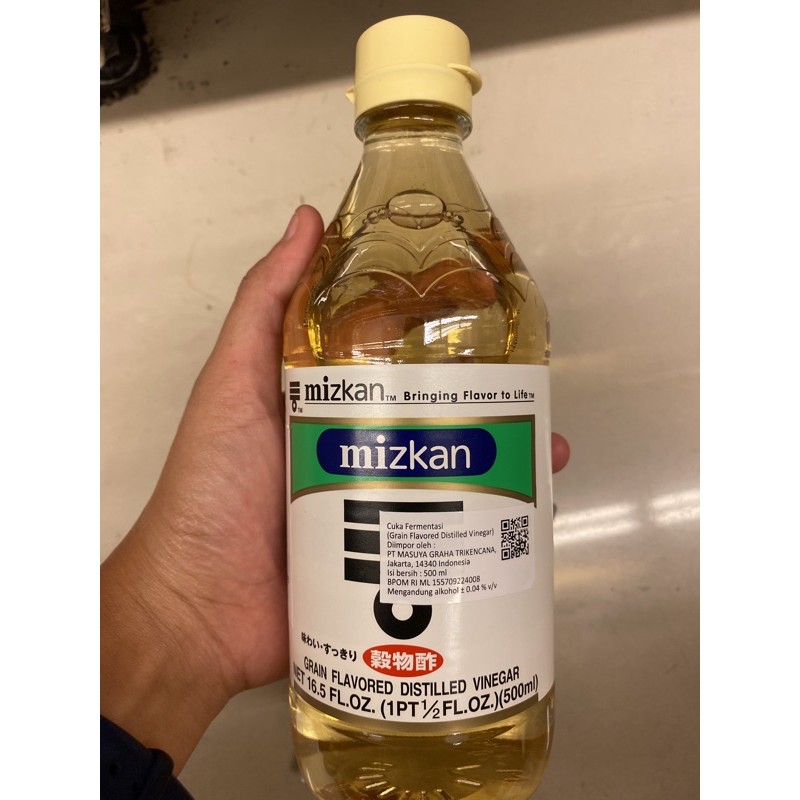 mizkan™ Bringing Flavor to Life™
mizkan
Cuka Fermentasi
(Grain Flavored Distilled Vinegar)
Diimpor oleh :
PT MASUYA GRAHA TRIKENCANA,
Jakarta, 14340 Indonesia
Isi bersih : 500 ml
BPOM RI ML 155709224008
Mengandung alkohol ± 0.04 % v/v
味わい・すっきり 穀物酢
GRAIN FLAVORED DISTILLED VINEGAR
NET 16.5 FL.OZ. (1PT ½ FL.OZ.)(500ml)